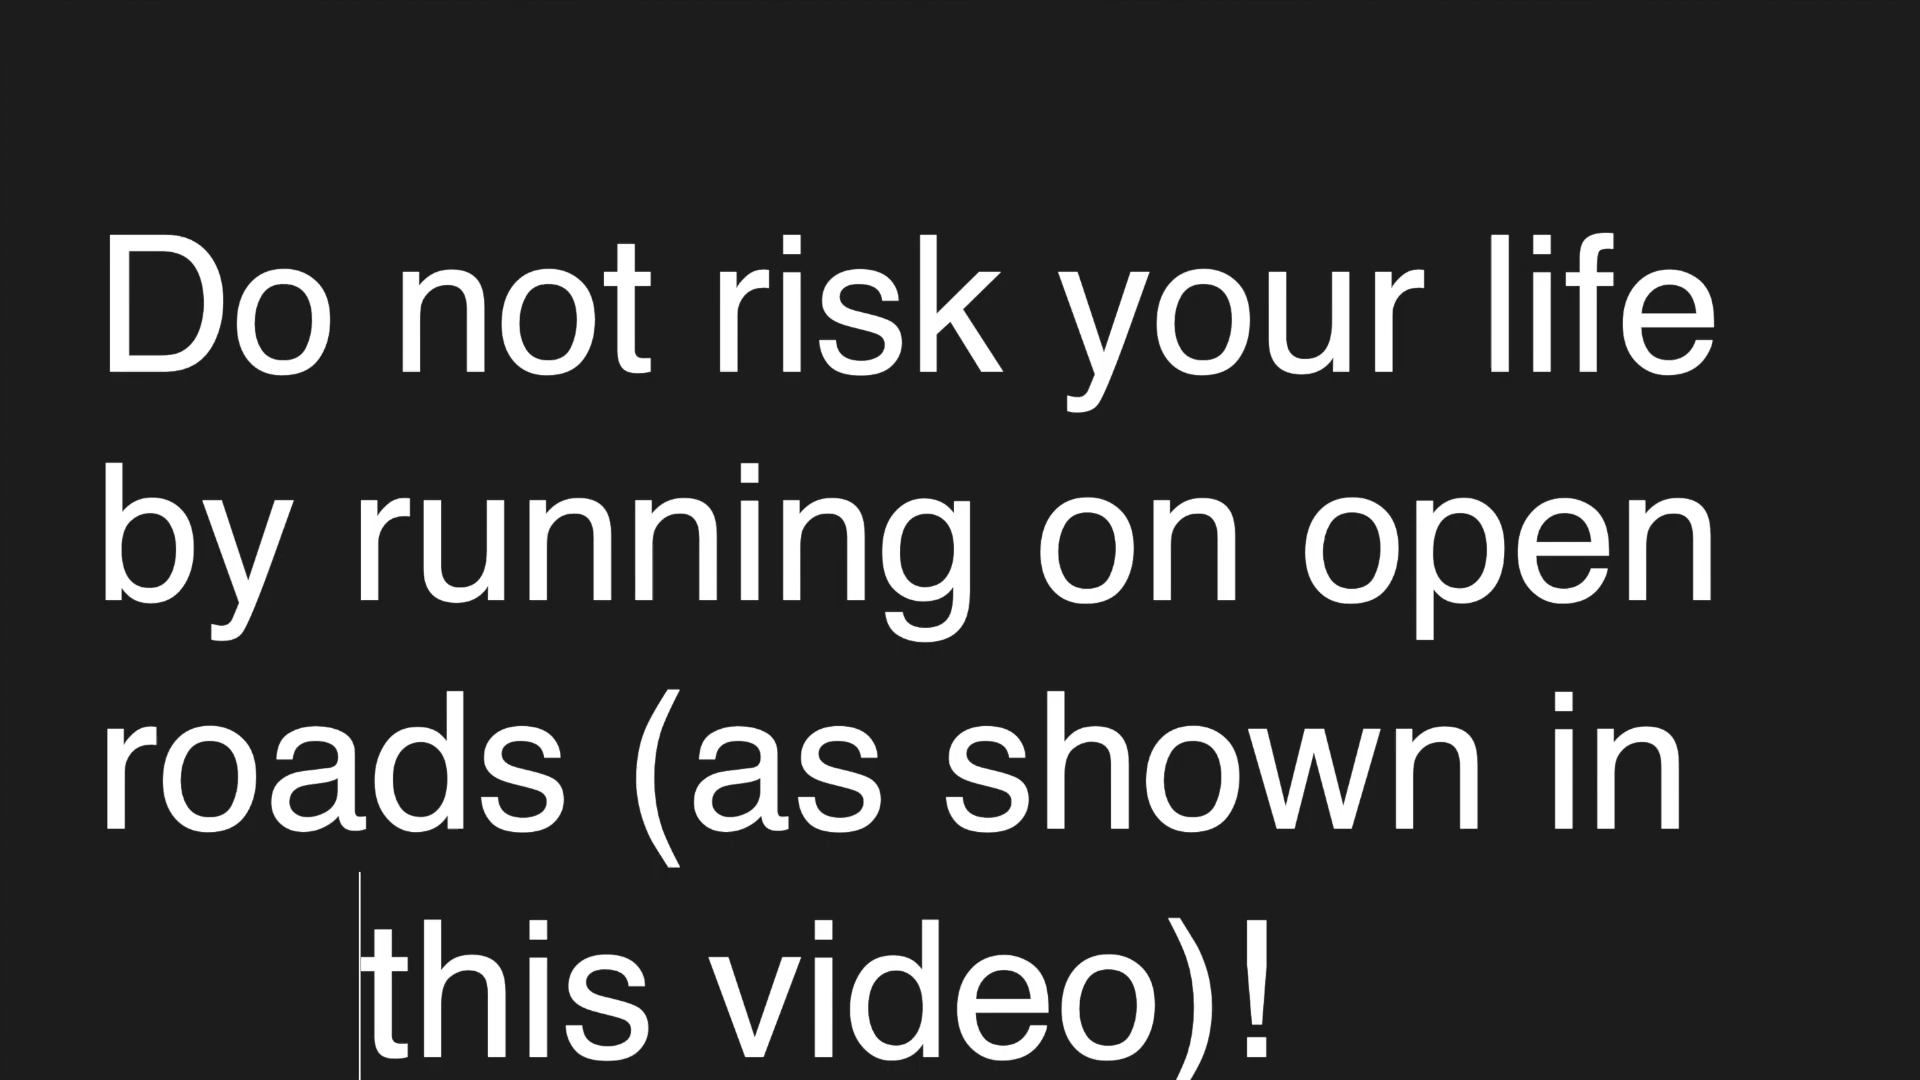 Do not risk your life
by running on open
roads (as shown in
this video)!